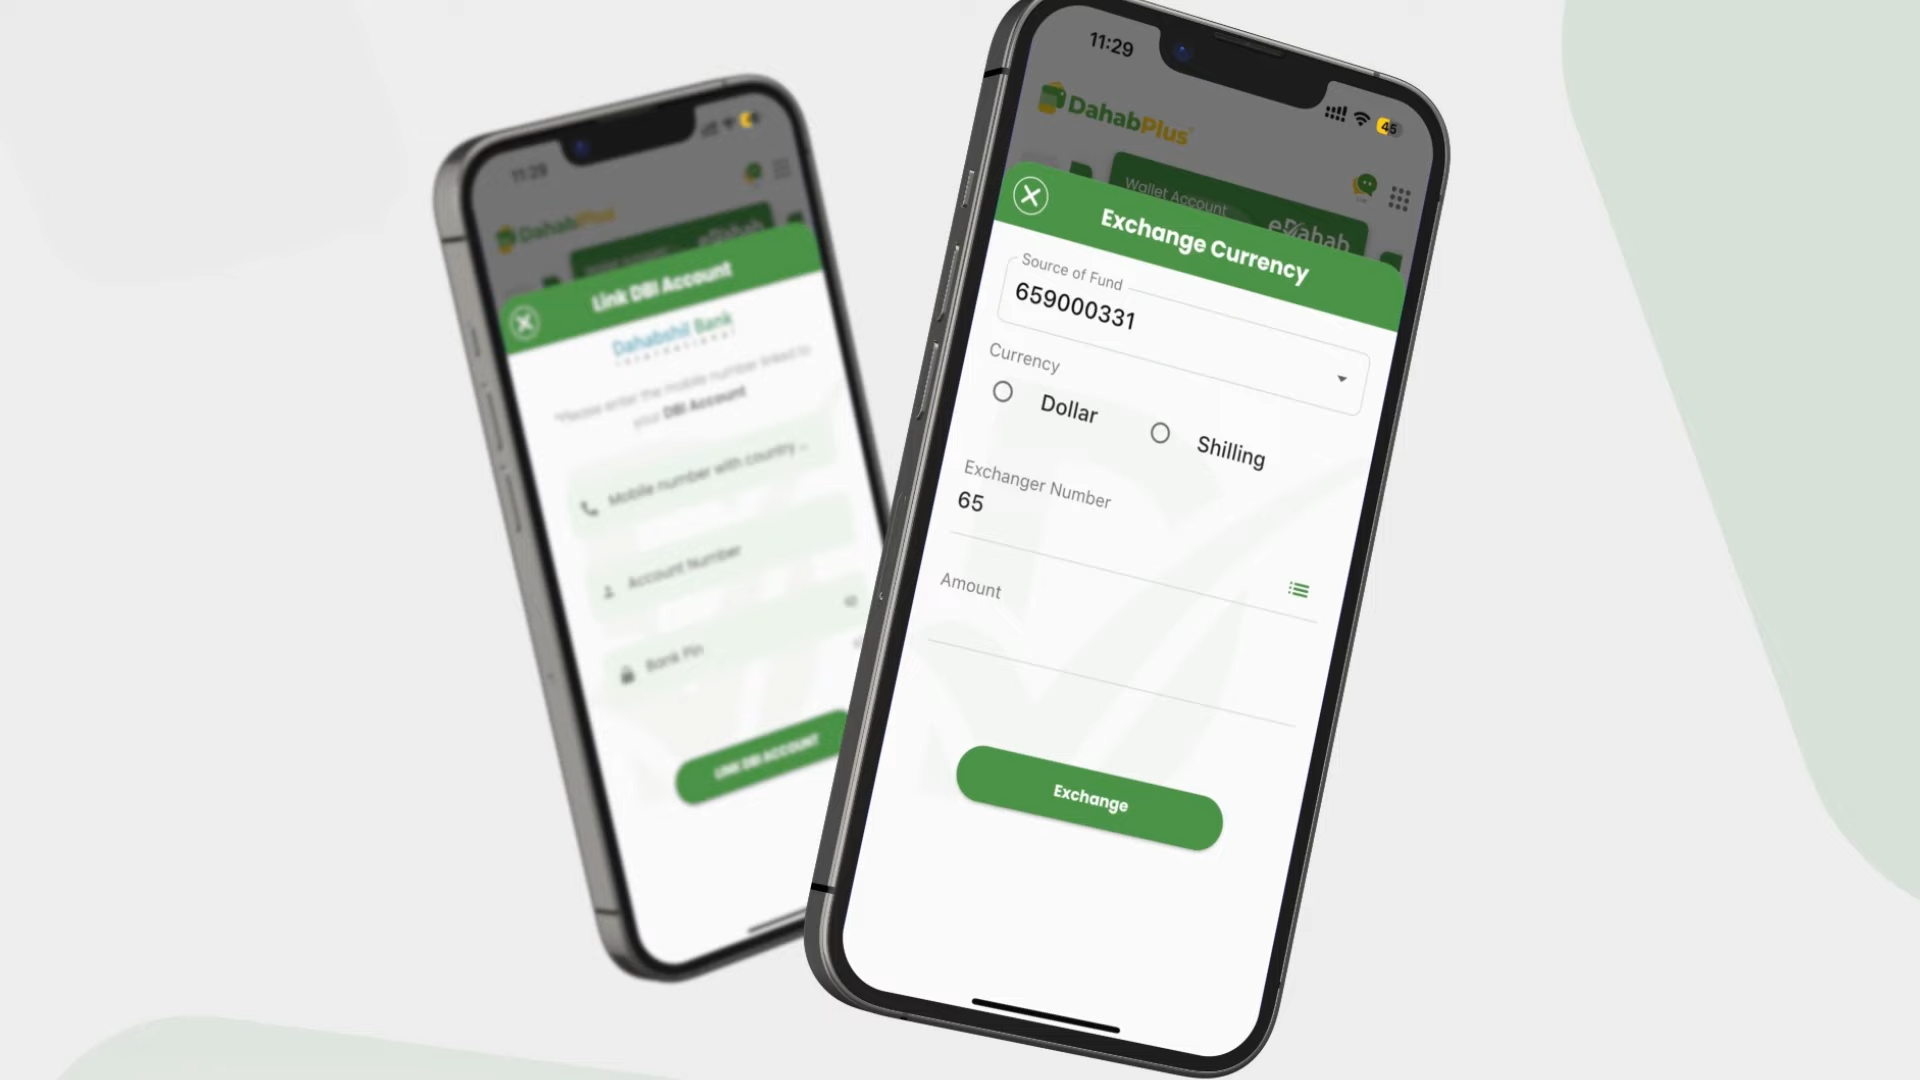 11:29
DahabPlus
Link DBI Account
Dahabshil Bank
International
*Please enter the mobile number linked to
your DBI Account
Mobile number with country ...
Account Number
Bank Pin
LINK DBI ACCOUNT
11:29
45
DahabPlus
Wallet Account
eDahab
Exchange Currency
Source of Fund
659000331
Currency
Dollar
Shilling
Exchanger Number
65
Amount
Exchange